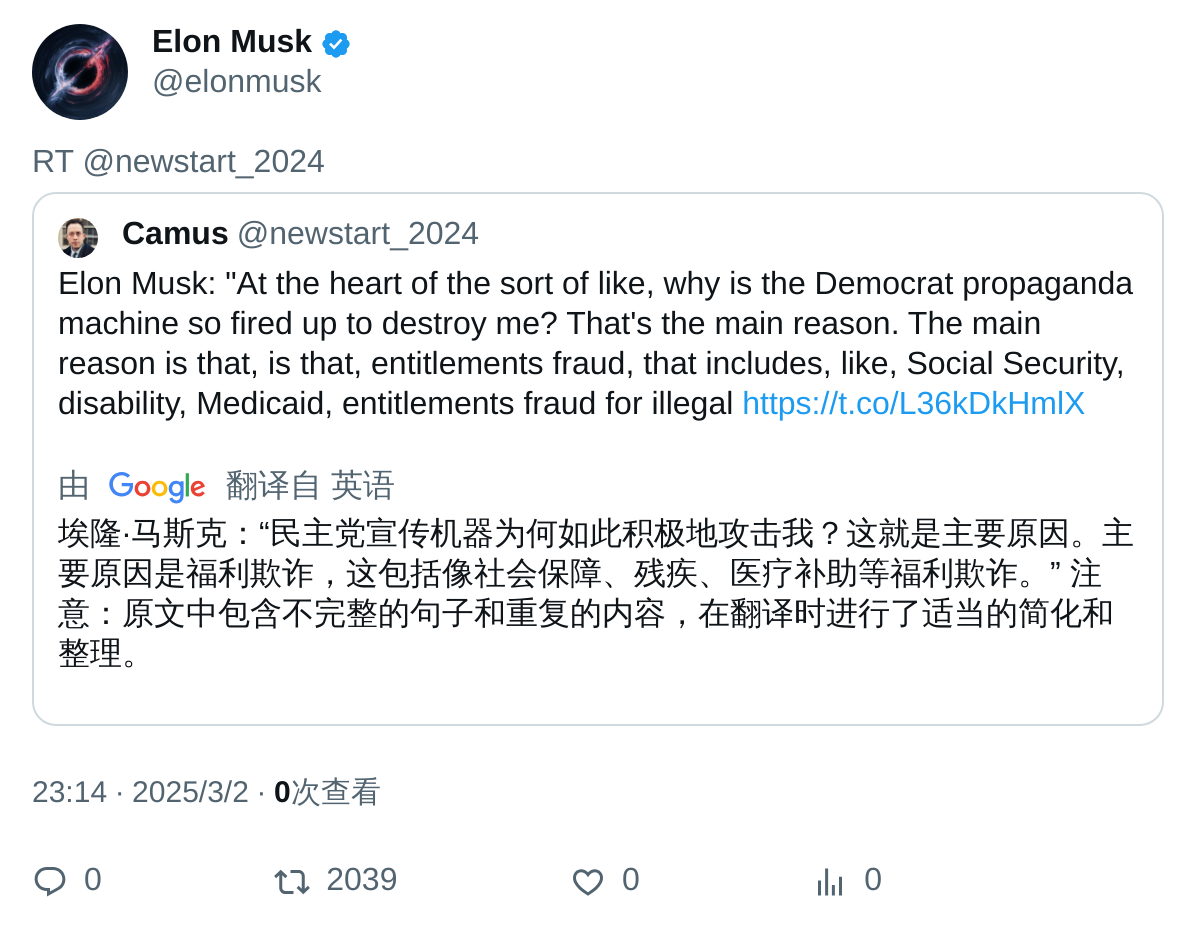 Elon Musk
@elonmusk
RT @newstart_2024
Camus @newstart_2024
Elon Musk: "At the heart of the sort of like, why is the Democrat propaganda
machine so fired up to destroy me? That's the main reason. The main
reason is that, is that, entitlements fraud, that includes, like, Social Security,
disability, Medicaid, entitlements fraud for illegal https://t.co/L36kDkHmlX
由 Google 翻译自 英语
埃隆·马斯克：“民主党宣传机器为何如此积极地攻击我？这就是主要原因。主
要原因是福利欺诈，这包括像社会保障、残疾、医疗补助等福利欺诈。” 注
意：原文中包含不完整的句子和重复的内容，在翻译时进行了适当的简化和
整理。
23:14 · 2025/3/2 · 0次查看
0 2039 0 0